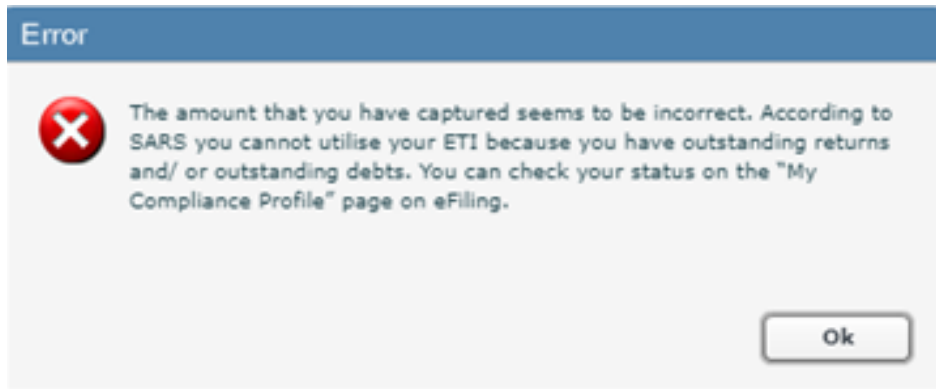 Error
The amount that you have captured seems to be incorrect. According to
SARS you cannot utilise your ETI because you have outstanding returns
and/ or outstanding debts. You can check your status on the "My
Compliance Profile" page on eFiling.
Ok